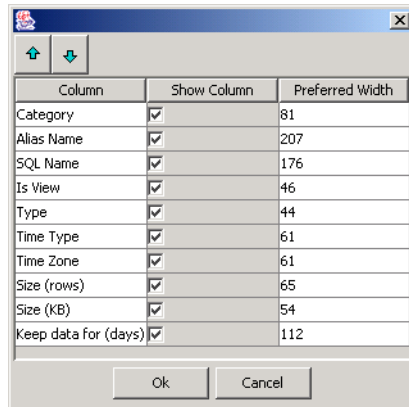 Column Show Column Preferred Width
Category 81
Alias Name 207
SQL Name 176
Is View 46
Type 44
Time Type 61
Time Zone 61
Size (rows) 65
Size (KB) 54
Keep data for (days) 112
Ok Cancel